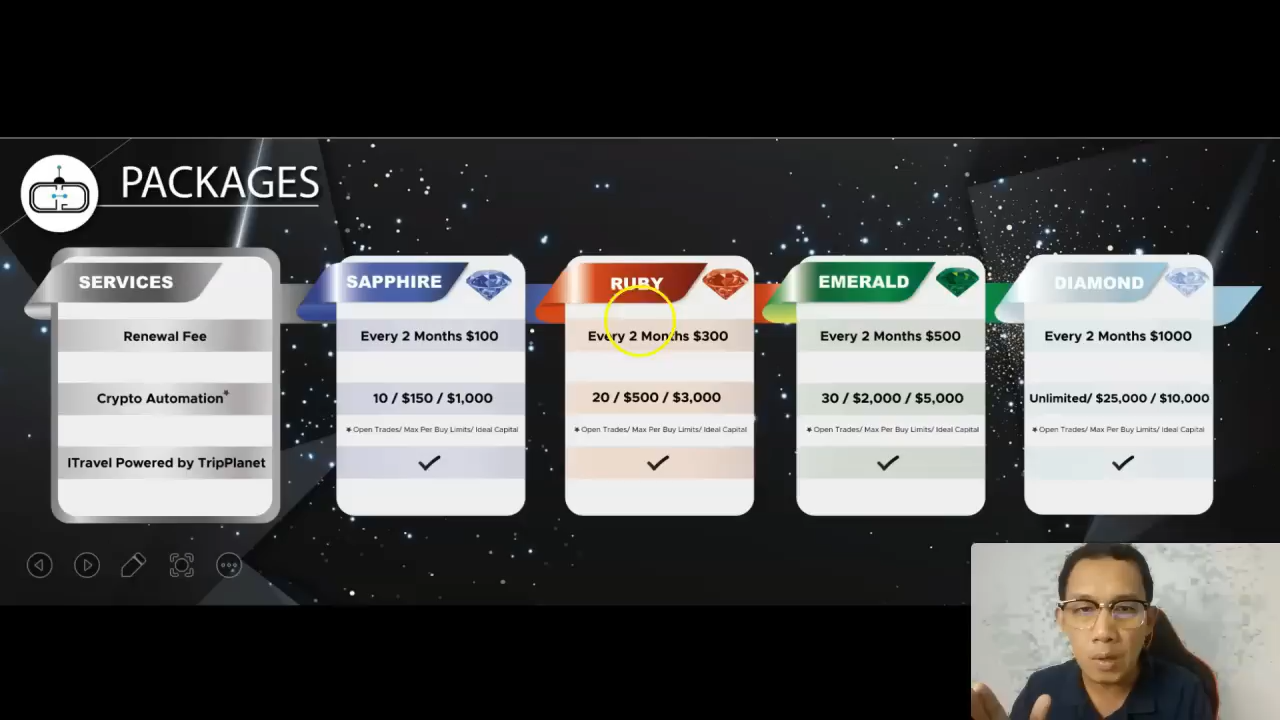 PACKAGES
SERVICES
Renewal Fee
Crypto Automation*
ITravel Powered by TripPlanet
SAPPHIRE
Every 2 Months $100
10 / $150 / $1,000
* Open Trades/ Max Per Buy Limits/ Ideal Capital
RUBY
Every 2 Months $300
20 / $500 / $3,000
* Open Trades/ Max Per Buy Limits/ Ideal Capital
EMERALD
Every 2 Months $500
30 / $2,000 / $5,000
* Open Trades/ Max Per Buy Limits/ Ideal Capital
DIAMOND
Every 2 Months $1000
Unlimited/ $25,000 / $10,000
* Open Trades/ Max Per Buy Limits/ Ideal Capital